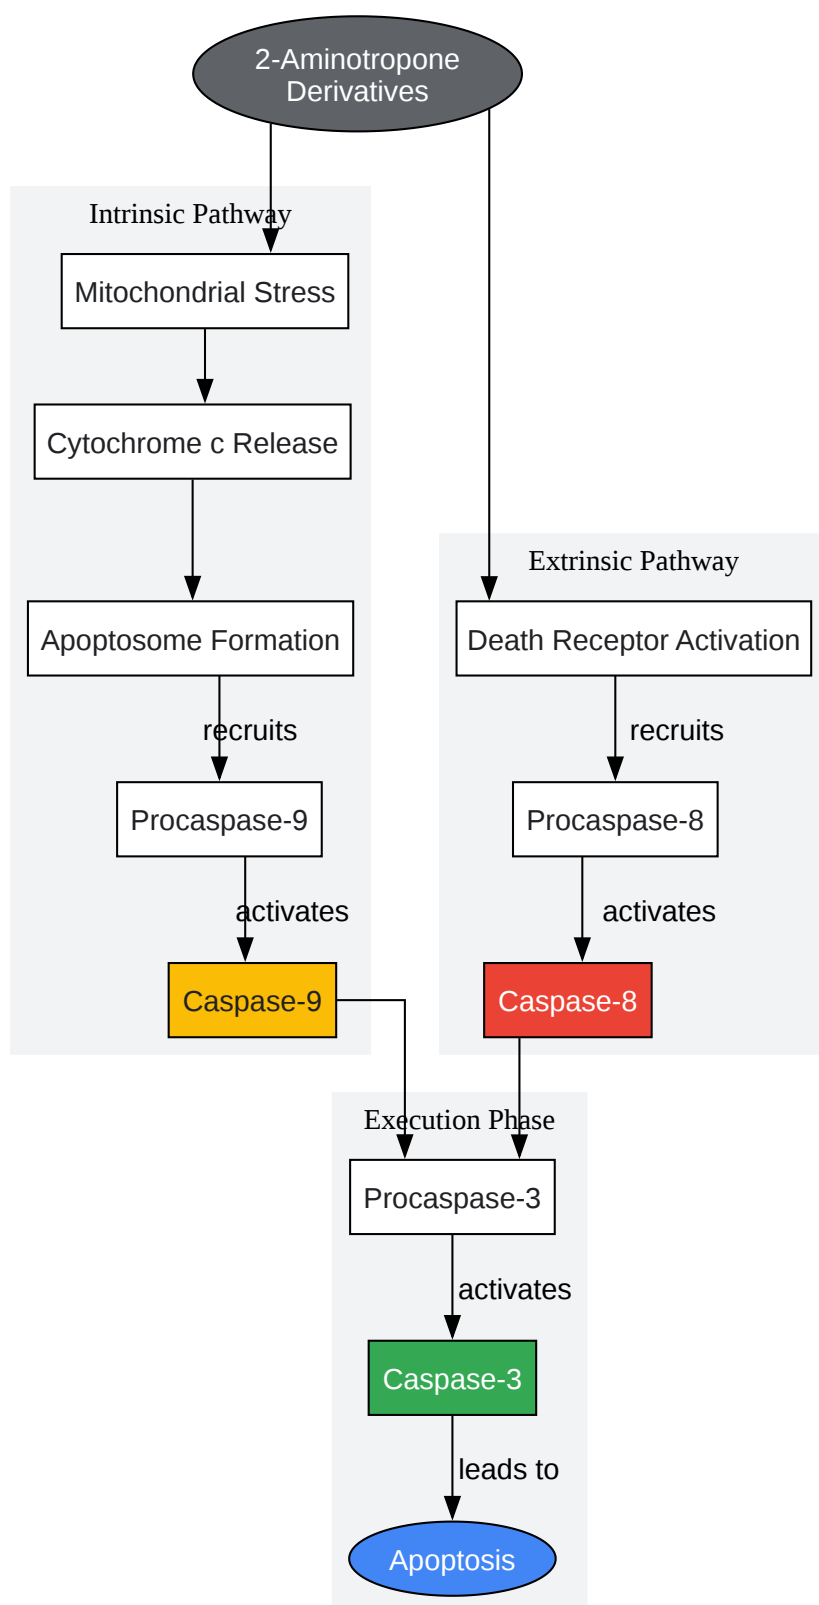 2-Aminotropone
Derivatives
Intrinsic Pathway
Mitochondrial Stress
Cytochrome c Release
Apoptosome Formation
recruits
Procaspase-9
activates
Caspase-9
Extrinsic Pathway
Death Receptor Activation
recruits
Procaspase-8
activates
Caspase-8
Execution Phase
Procaspase-3
activates
Caspase-3
leads to
Apoptosis